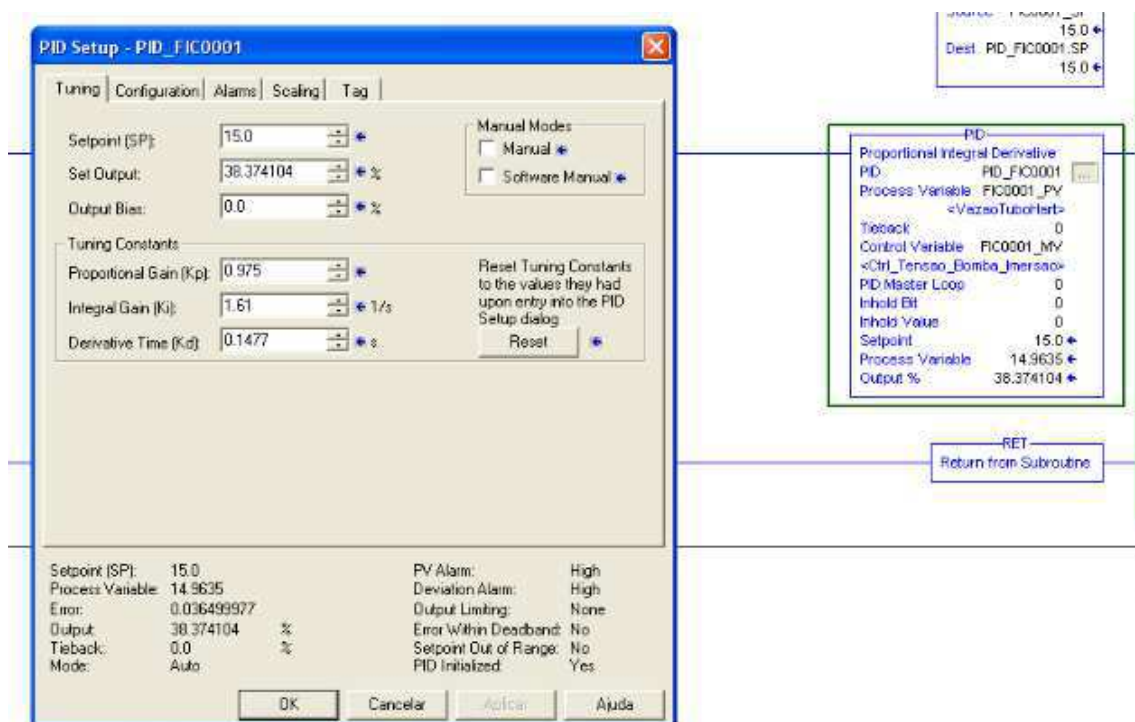 PID Setup - PID_FIC0001
Tuning
Configuration
Alarms
Scaling
Tag
Setpoint (SP): 15.0
Set Output: 38.374104 %
Output Bias: 0.0 %
Manual Modes
Manual
Software Manual
Tuning Constants
Proportional Gain (Kp): 0.975
Integral Gain (Ki): 1.61 1/s
Derivative Time (Kd): 0.1477 s
Reset Tuning Constants
to the values they had
upon entry into the PID
Setup dialog
Reset
Setpoint (SP): 15.0
Process Variable: 14.9635
Error: 0.036499977
Output: 38.374104 %
Tieback: 0.0 %
Mode: Auto
PV Alarm: High
Deviation Alarm: High
Output Limiting: None
Error Within Deadband: No
Setpoint Out of Range: No
PID Initialized: Yes
OK
Cancelar
Aplicar
Ajuda
15.0
Dest PID_FIC0001.SP
15.0
PID
Proportional Integral Derivative
PID PID_FIC0001 ...
Process Variable FIC0001_PV
<VazaoTuboHart>
Tieback 0
Control Variable FIC0001_MV
<Ctrl_Tensao_Bomba_Imersao>
PID Master Loop 0
Inhold Bit 0
Inhold Value 0
Setpoint 15.0
Process Variable 14.9635
Output % 38.374104
RET
Return from Subroutine